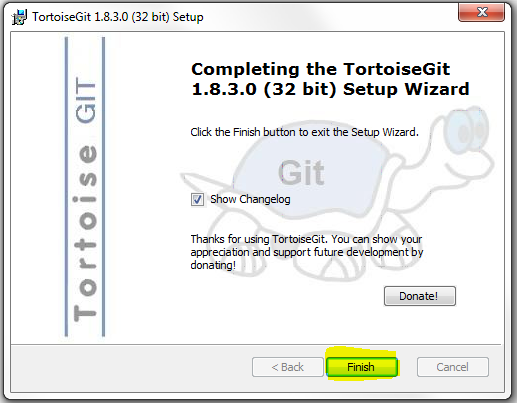 TortoiseGit 1.8.3.0 (32 bit) Setup
Tortoise GIT
Completing the TortoiseGit
1.8.3.0 (32 bit) Setup Wizard
Click the Finish button to exit the Setup Wizard.
Git
Show Changelog
Thanks for using TortoiseGit. You can show your
appreciation and support future development by
donating!
Donate!
< Back
Finish
Cancel